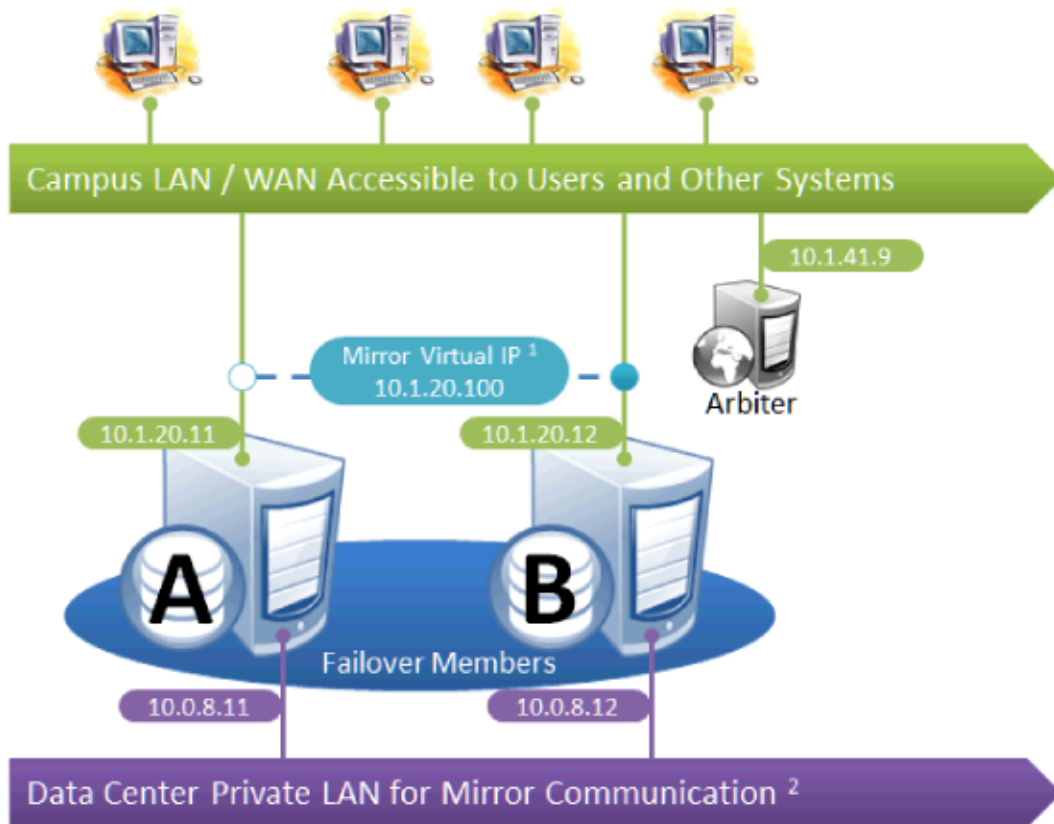 Campus LAN / WAN Accessible to Users and Other Systems
10.1.41.9
Mirror Virtual IP ¹
10.1.20.100
Arbiter
10.1.20.11
10.1.20.12
A
B
Failover Members
10.0.8.11
10.0.8.12
Data Center Private LAN for Mirror Communication ²